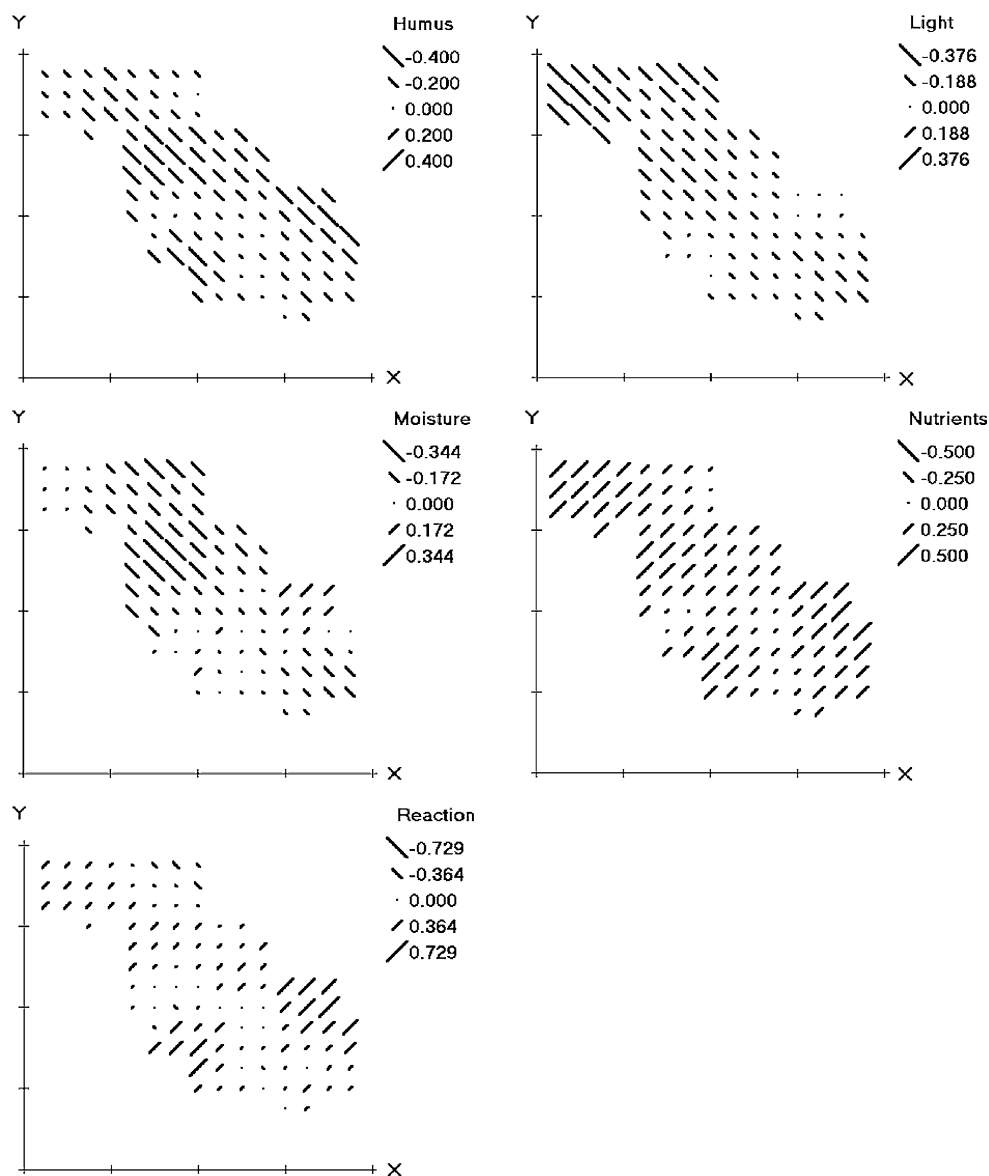 Y
Humus
-0.400
-0.200
0.000
0.200
0.400
X
Y
Light
-0.376
-0.188
0.000
0.188
0.376
X
Y
Moisture
-0.344
-0.172
0.000
0.172
0.344
X
Y
Nutrients
-0.500
-0.250
0.000
0.250
0.500
X
Y
Reaction
-0.729
-0.364
0.000
0.364
0.729
X